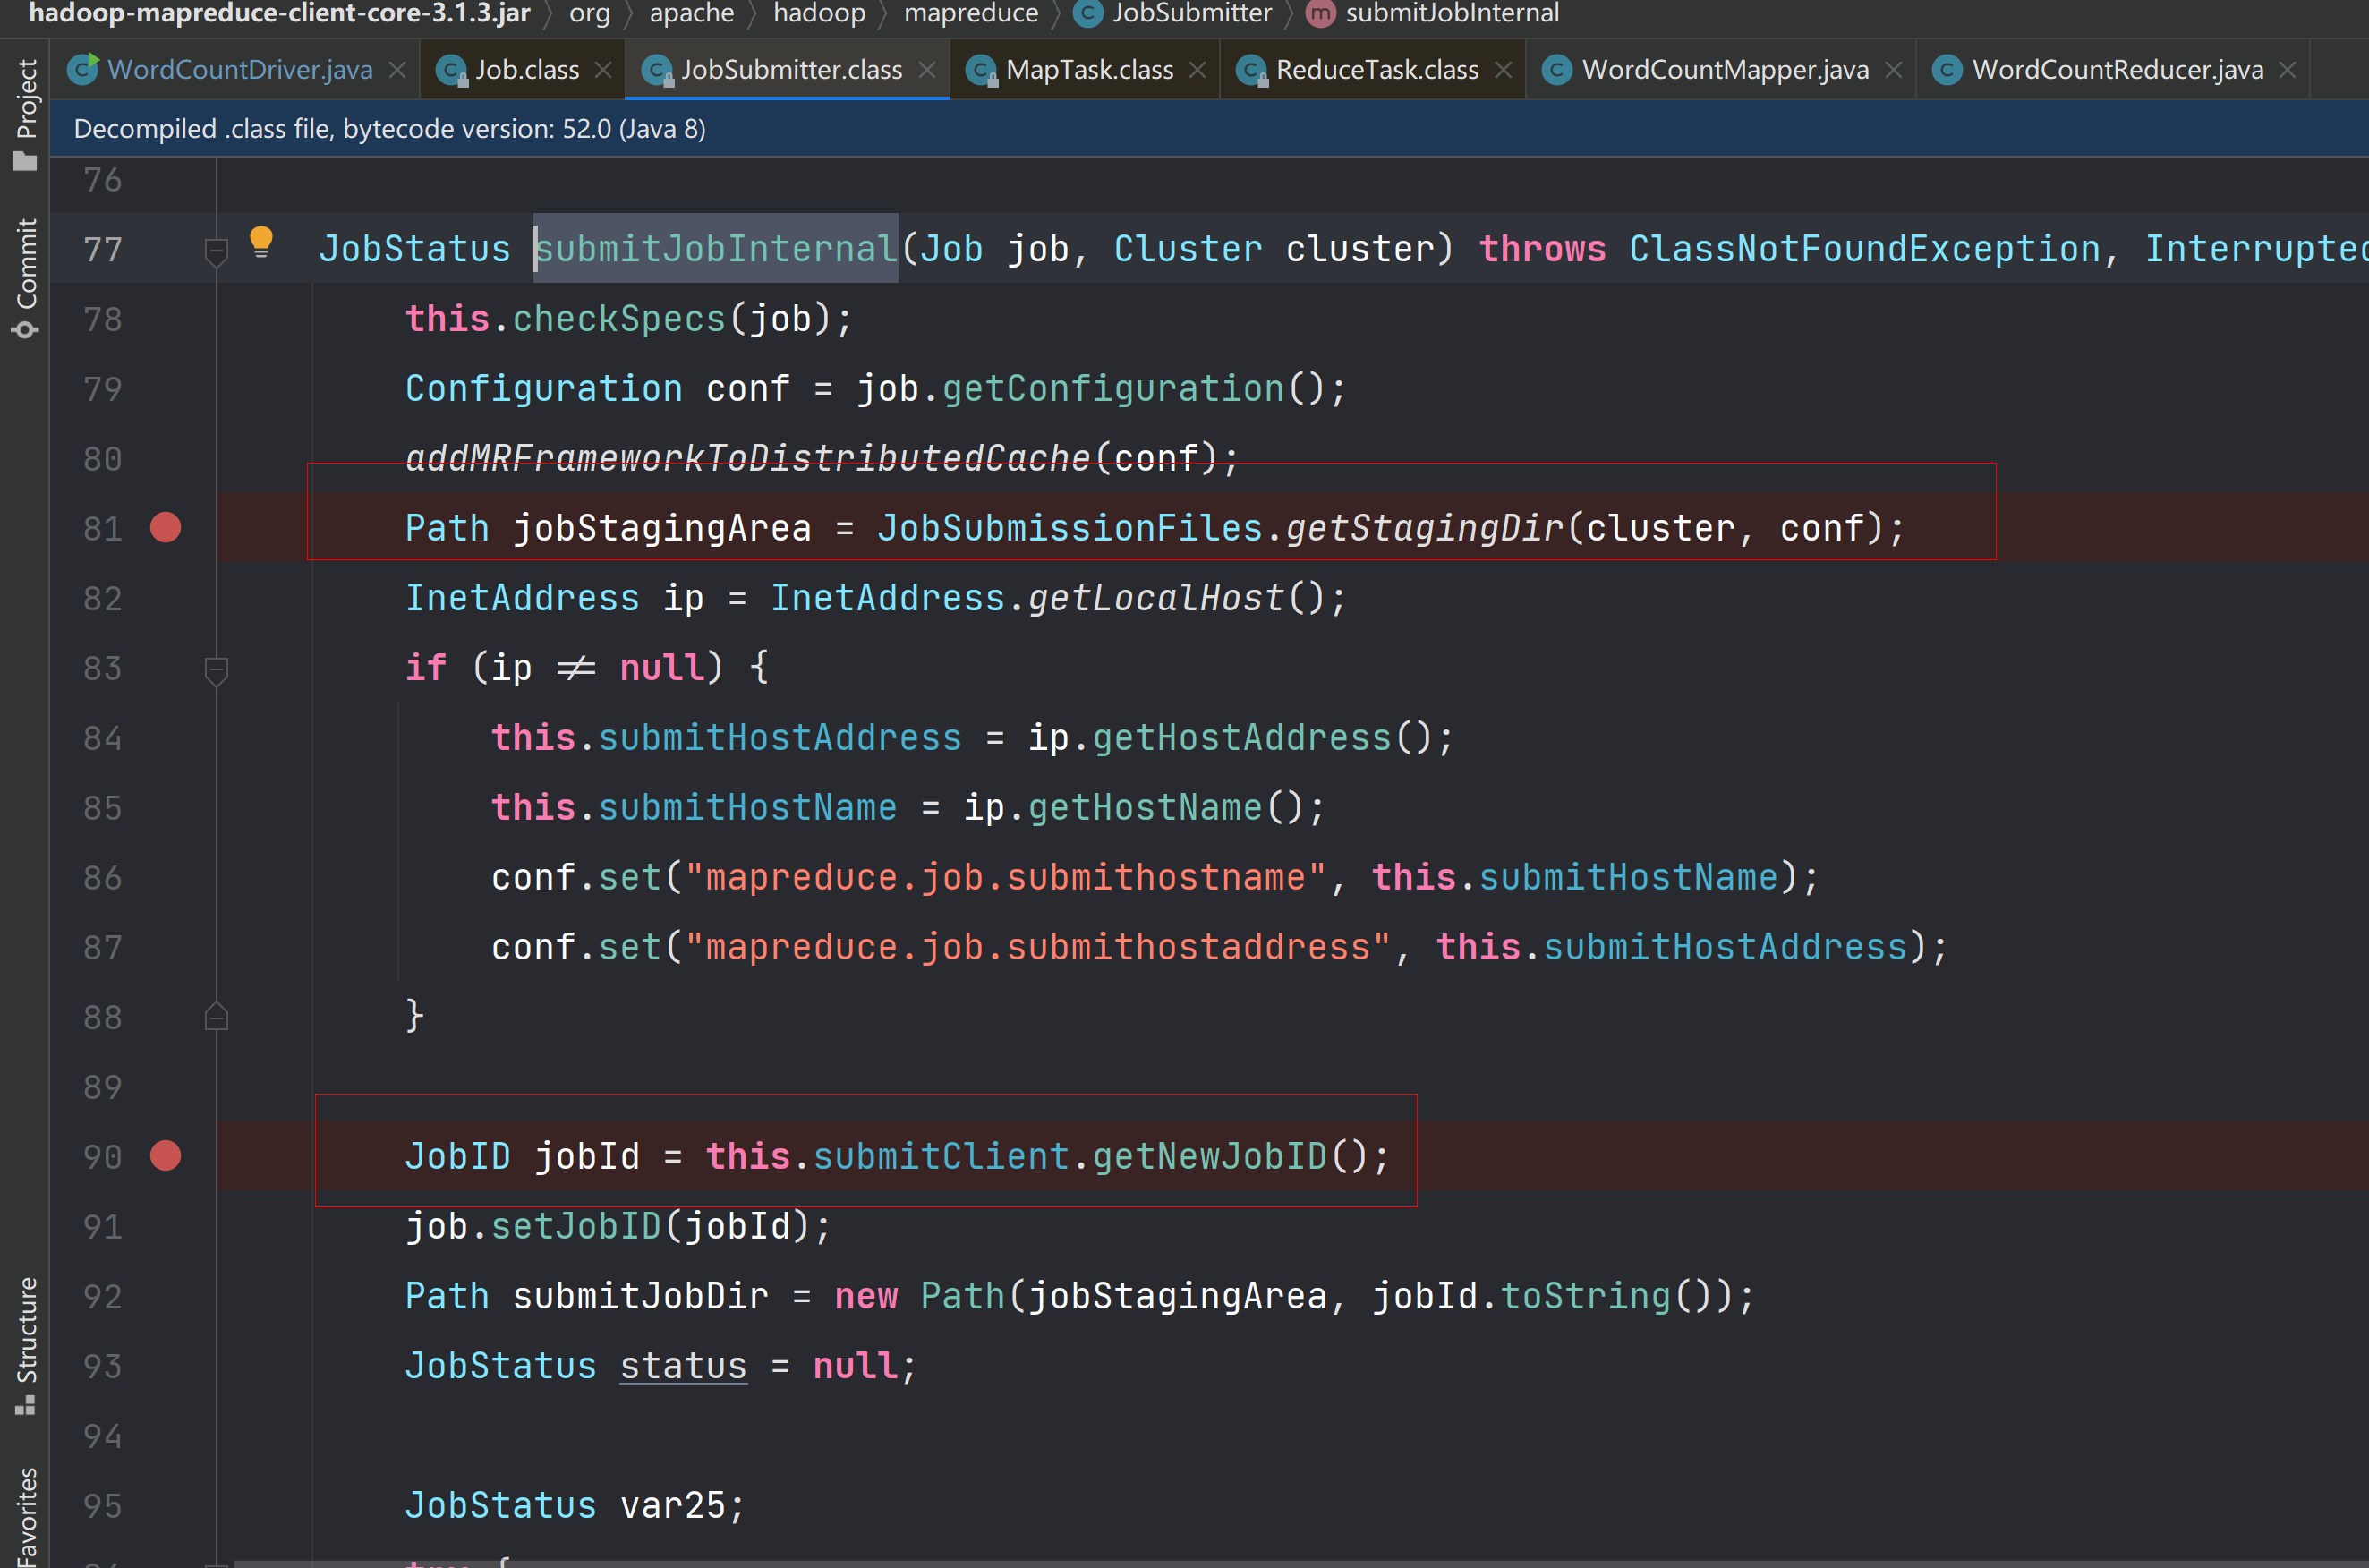 hadoop-mapreduce-client-core-3.1.3.jar org apache hadoop mapreduce C JobSubmitter m submitJobInternal
C WordCountDriver.java C Job.class C JobSubmitter.class C MapTask.class C ReduceTask.class C WordCountMapper.java C WordCountReducer.java
Project
Commit
Structure
Favorites
Decompiled .class file, bytecode version: 52.0 (Java 8)
76
77 JobStatus submitJobInternal(Job job, Cluster cluster) throws ClassNotFoundException, Interrupted
78 this.checkSpecs(job);
79 Configuration conf = job.getConfiguration();
80 addMRFrameworkToDistributedCache(conf);
81 Path jobStagingArea = JobSubmissionFiles.getStagingDir(cluster, conf);
82 InetAddress ip = InetAddress.getLocalHost();
83 if (ip ≠ null) {
84 this.submitHostAddress = ip.getHostAddress();
85 this.submitHostName = ip.getHostName();
86 conf.set("mapreduce.job.submithostname", this.submitHostName);
87 conf.set("mapreduce.job.submithostaddress", this.submitHostAddress);
88 }
89
90 JobID jobId = this.submitClient.getNewJobID();
91 job.setJobID(jobId);
92 Path submitJobDir = new Path(jobStagingArea, jobId.toString());
93 JobStatus status = null;
94
95 JobStatus var25;